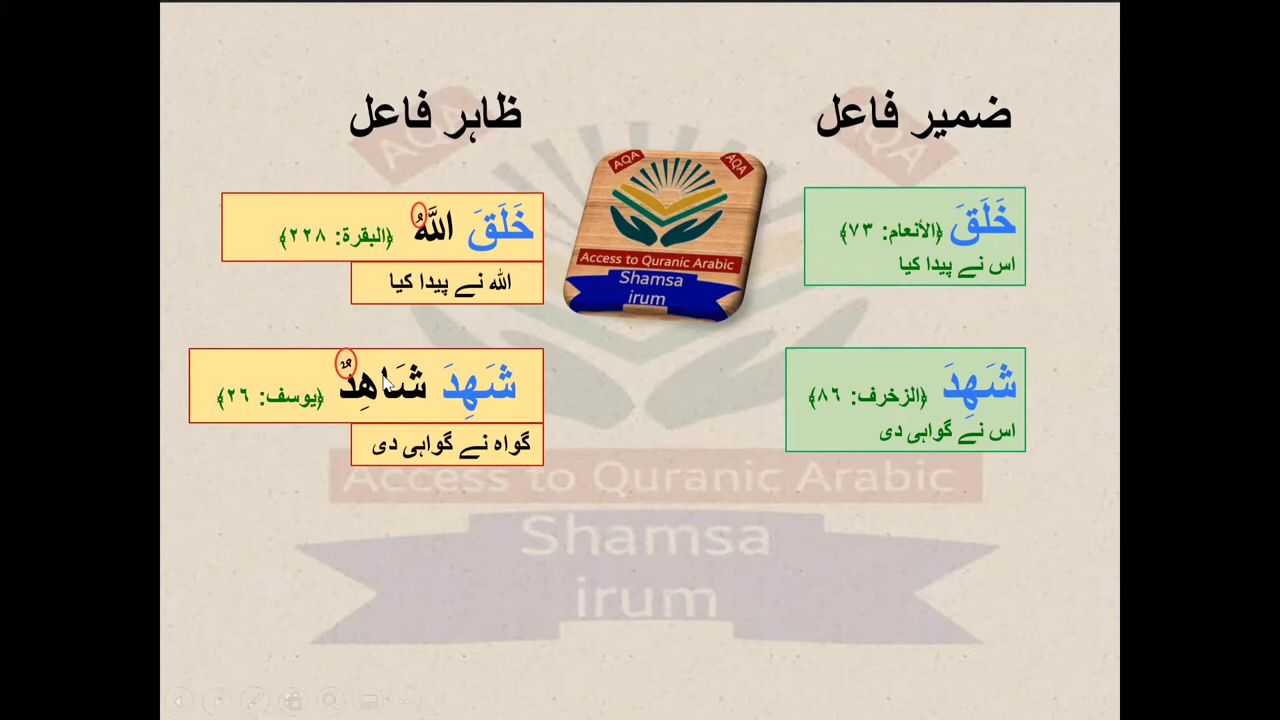 ضمیر فاعل
ظاہر فاعل
خَلَقَ ﴿الأنعام: ٧٣﴾
اس نے پیدا کیا
خَلَقَ اللَّهُ ﴿البقرة: ٢٢٨﴾
اللہ نے پیدا کیا
AQA AQA
Access to Quranic Arabic
Shamsa
irum
شَهِدَ ﴿الزخرف: ٨٦﴾
اس نے گواہی دی
شَهِدَ شَاهِدٌ ﴿يوسف: ٢٦﴾
گواہ نے گواہی دی
AQA AQA
Access to Quranic Arabic
Shamsa
irum